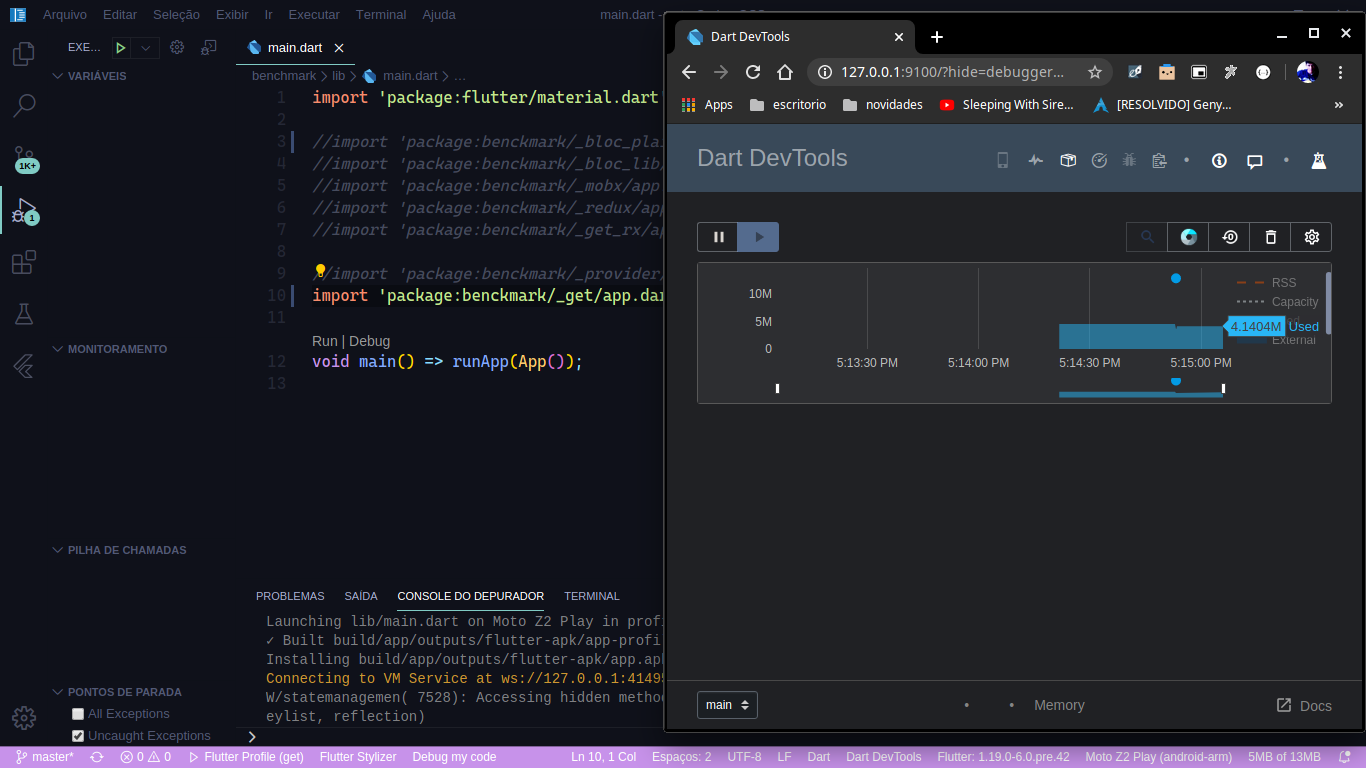 Arquivo Editar Seleção Exibir Ir Executar Terminal Ajuda
main.dart
EXE...
main.dart
VARIÁVEIS
benchmark lib main.dart ...
1 import 'package:flutter/material.dart'
2
3 //import 'package:benckmark/_bloc_plai
4 //import 'package:benckmark/_bloc_lib/
5 //import 'package:benckmark/_mobx/app
6 //import 'package:benckmark/_redux/app
7 //import 'package:benckmark/_get_rx/ap
8
9 //import 'package:benckmark/_provider/
10 import 'package:benckmark/_get/app.dar
11
Run | Debug
12 void main() => runApp(App());
13
1K+
1
MONITORAMENTO
PILHA DE CHAMADAS
PONTOS DE PARADA
All Exceptions
Uncaught Exceptions
PROBLEMAS SAÍDA CONSOLE DO DEPURADOR TERMINAL
Launching lib/main.dart on Moto Z2 Play in profi
✓ Built build/app/outputs/flutter-apk/app-profi
Installing build/app/outputs/flutter-apk/app.apk
Connecting to VM Service at ws://127.0.0.1:41495
W/statemanagemen( 7528): Accessing hidden metho
eylist, reflection)
Dart DevTools
127.0.0.1:9100/?hide=debugger...
Apps escritorio novidades Sleeping With Sire... [RESOLVIDO] Geny... »
Dart DevTools
10M
5M
0
RSS
Capacity
4.1404M Used
External
5:13:30 PM 5:14:00 PM 5:14:30 PM 5:15:00 PM
main
Memory
Docs
master* 0 0 Flutter Profile (get) Flutter Stylizer Debug my code Ln 10, 1 Col Espaços: 2 UTF-8 LF Dart Dart DevTools Flutter: 1.19.0-6.0.pre.42 Moto Z2 Play (android-arm) 5MB of 13MB